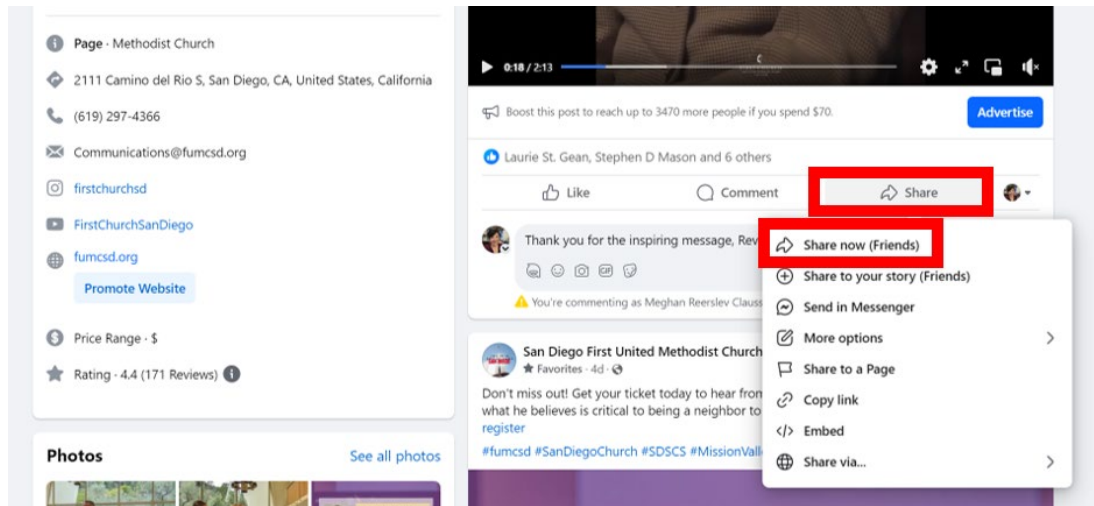 Page · Methodist Church
2111 Camino del Rio S, San Diego, CA, United States, California
(619) 297-4366
Communications@fumcsd.org
firstchurchsd
FirstChurchSanDiego
fumcsd.org
Promote Website
Price Range · $
Rating · 4.4 (171 Reviews)
Photos
See all photos
0:18 / 2:13
Boost this post to reach up to 3470 more people if you spend $70.
Advertise
Laurie St. Gean, Stephen D Mason and 6 others
Like
Comment
Share
Thank you for the inspiring message, Rev
GIF
You're commenting as Meghan Reerslev Clauss
San Diego First United Methodist Church
Favorites · 4d ·
Don't miss out! Get your ticket today to hear from
what he believes is critical to being a neighbor to
register
#fumcsd #SanDiegoChurch #SDSCS #MissionVall
Share now (Friends)
Share to your story (Friends)
Send in Messenger
More options
Share to a Page
Copy link
Embed
Share via...